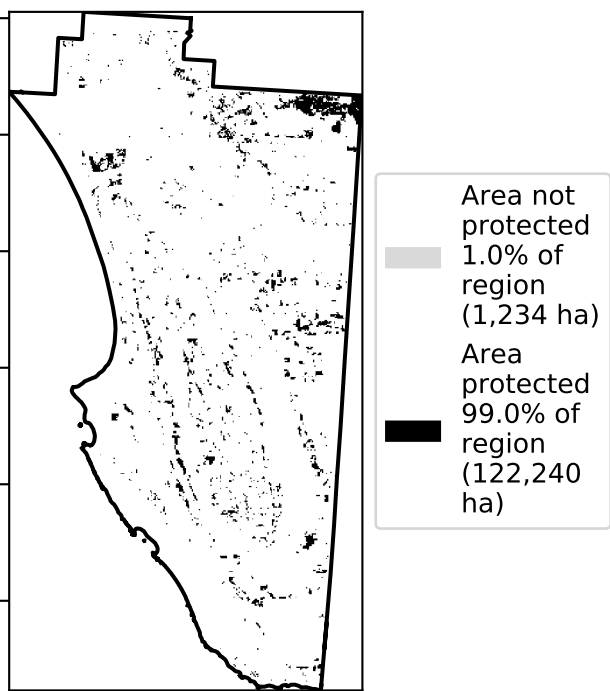 Area not
protected
1.0% of
region
(1,234 ha)
Area
protected
99.0% of
region
(122,240
ha)